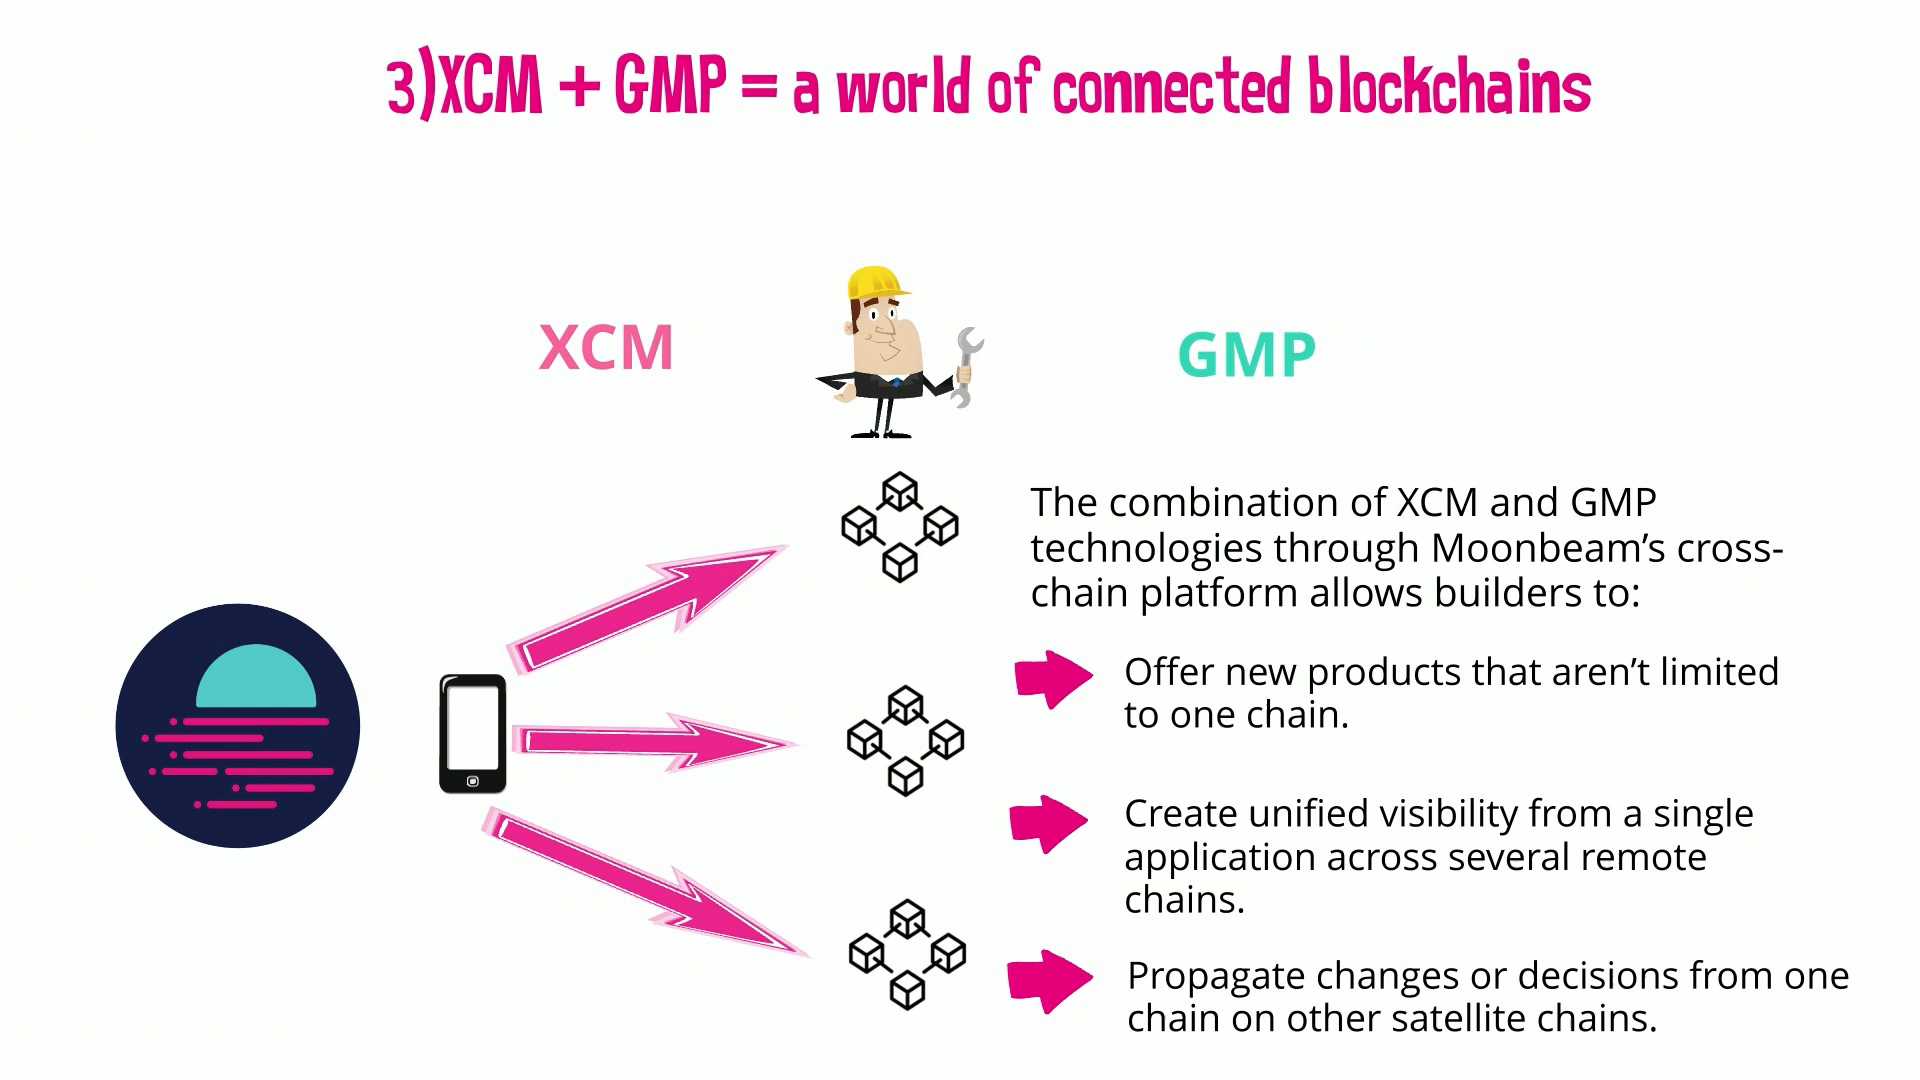 3)XCM + GMP = a world of connected blockchains
XCM
GMP
The combination of XCM and GMP
technologies through Moonbeam’s cross-
chain platform allows builders to:
Offer new products that aren’t limited
to one chain.
Create unified visibility from a single
application across several remote
chains.
Propagate changes or decisions from one
chain on other satellite chains.